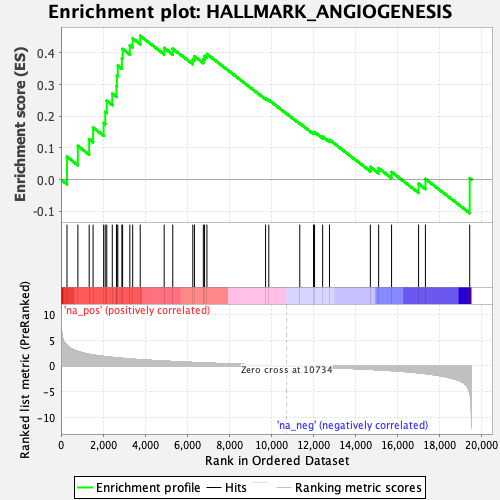 Enrichment plot: HALLMARK_ANGIOGENESIS
Enrichment score (ES)
0.4
0.3
0.2
0.1
0.0
-0.1
'na_pos' (positively correlated)
Ranked list metric (PreRanked)
10
5
0
-5
-10
Zero cross at 10734
'na_neg' (negatively correlated)
0
2,000
4,000
6,000
8,000
10,000
12,000
14,000
16,000
18,000
20,000
Rank in Ordered Dataset
Enrichment profile
Hits
Ranking metric scores